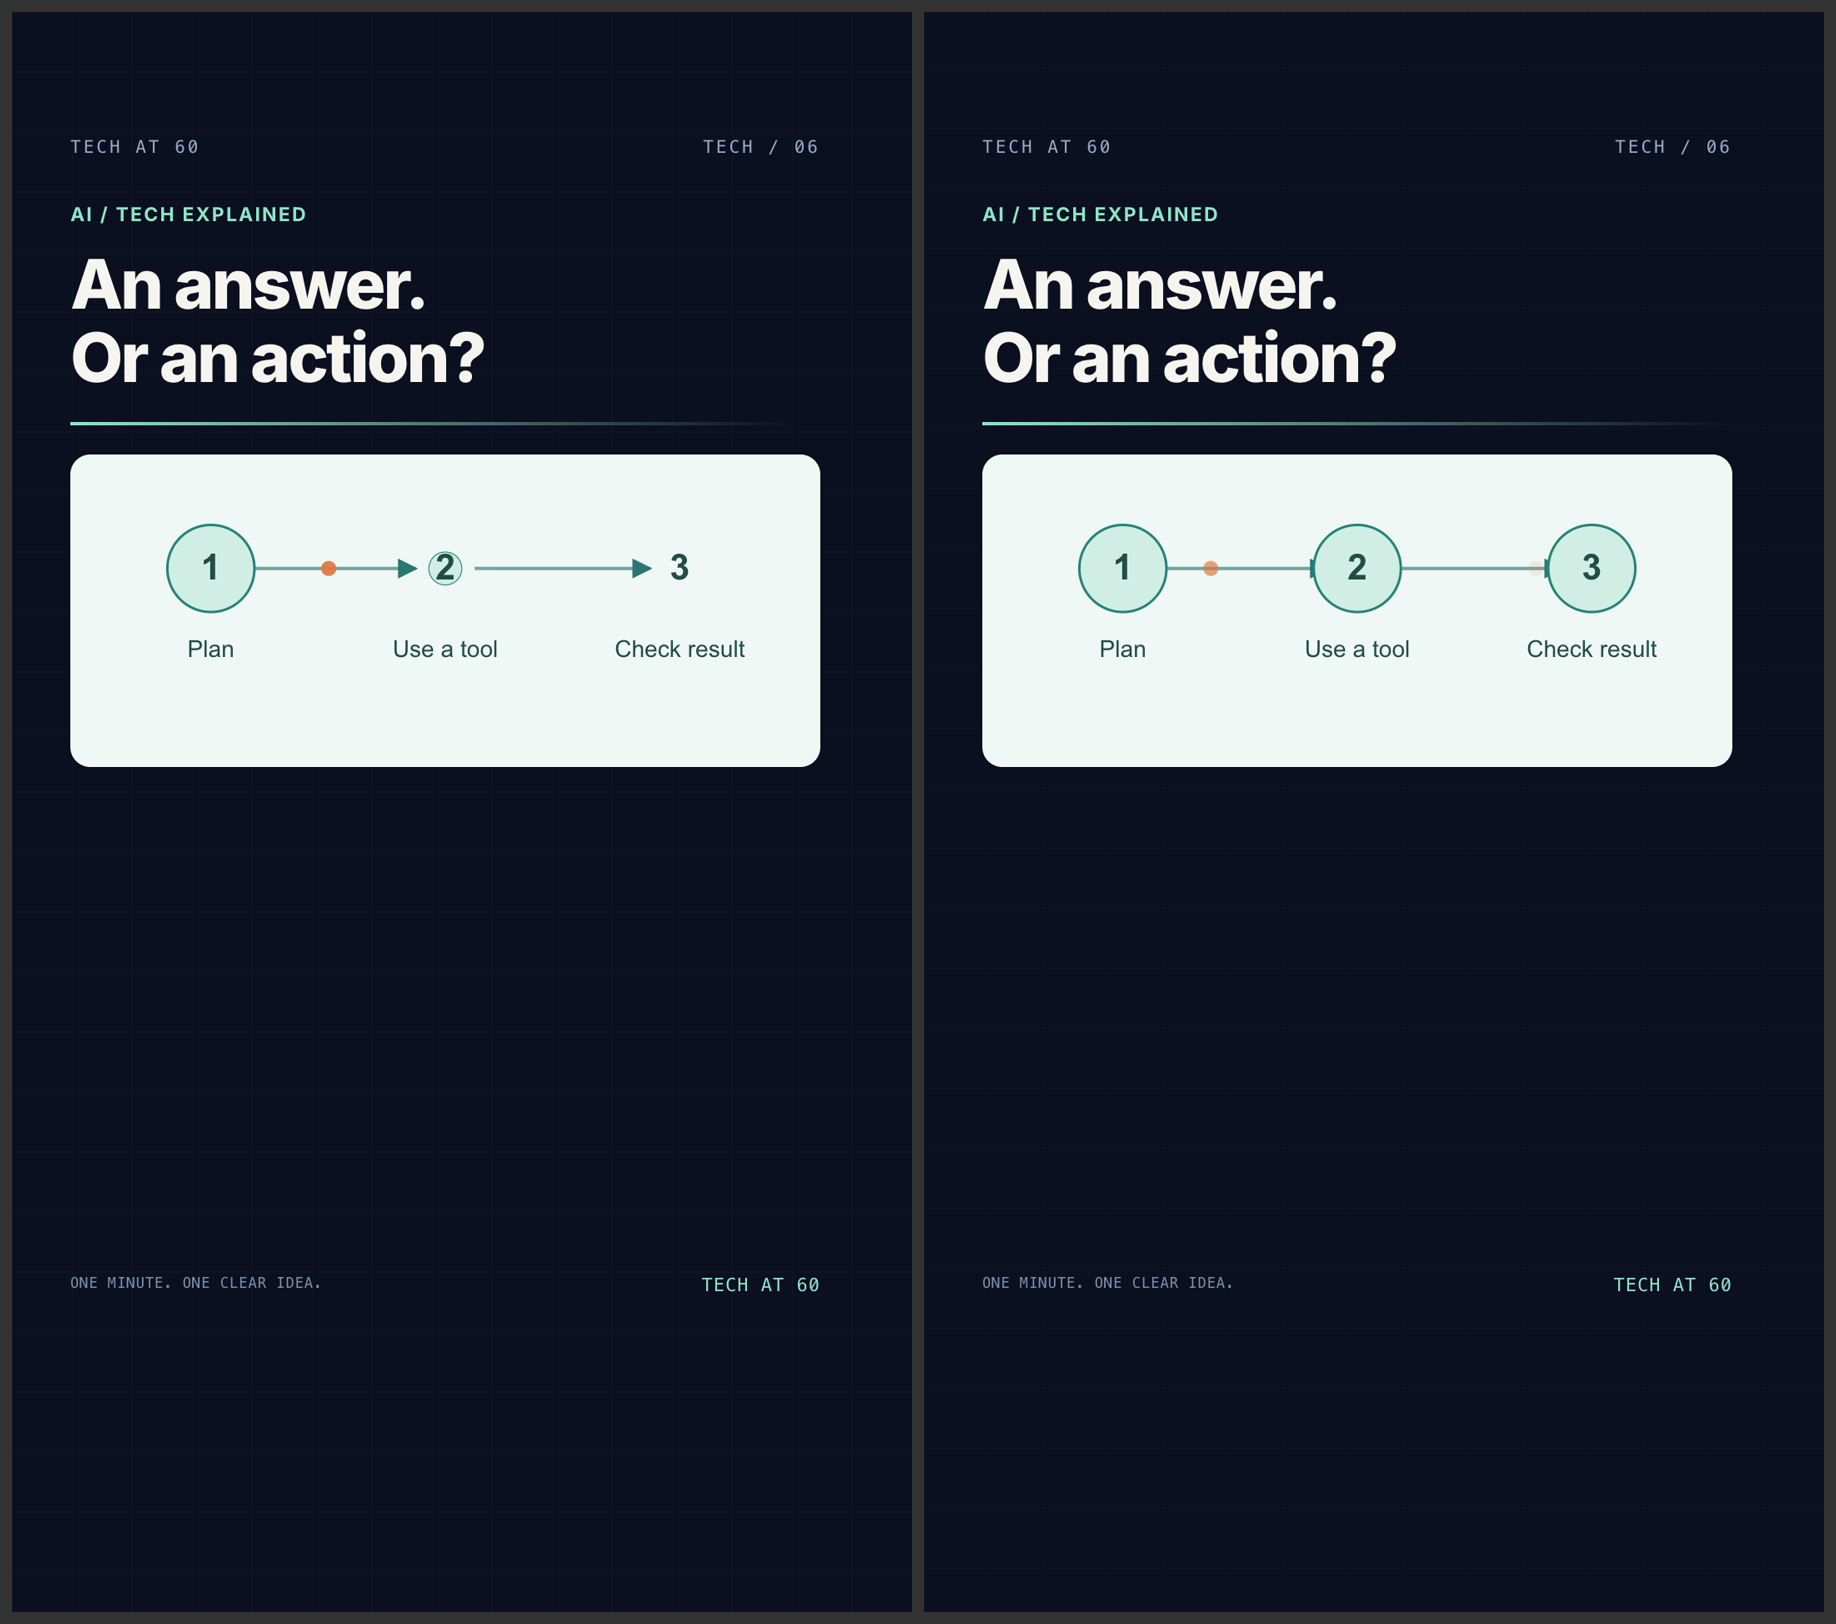 TECH AT 60
TECH / 06
AI / TECH EXPLAINED
An answer.
Or an action?
1
2
3
Plan
Use a tool
Check result
ONE MINUTE. ONE CLEAR IDEA.
TECH AT 60
TECH AT 60
TECH / 06
AI / TECH EXPLAINED
An answer.
Or an action?
1
2
3
Plan
Use a tool
Check result
ONE MINUTE. ONE CLEAR IDEA.
TECH AT 60